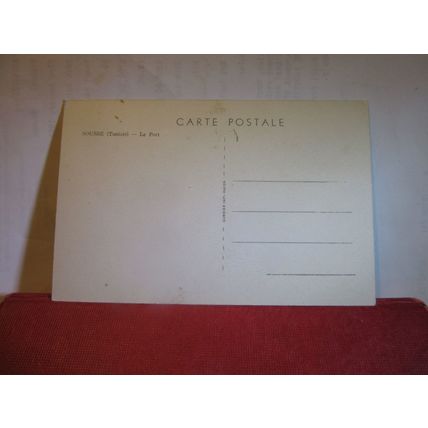 CARTE POSTALE
SOUSSE (Tunisie) — Le Port